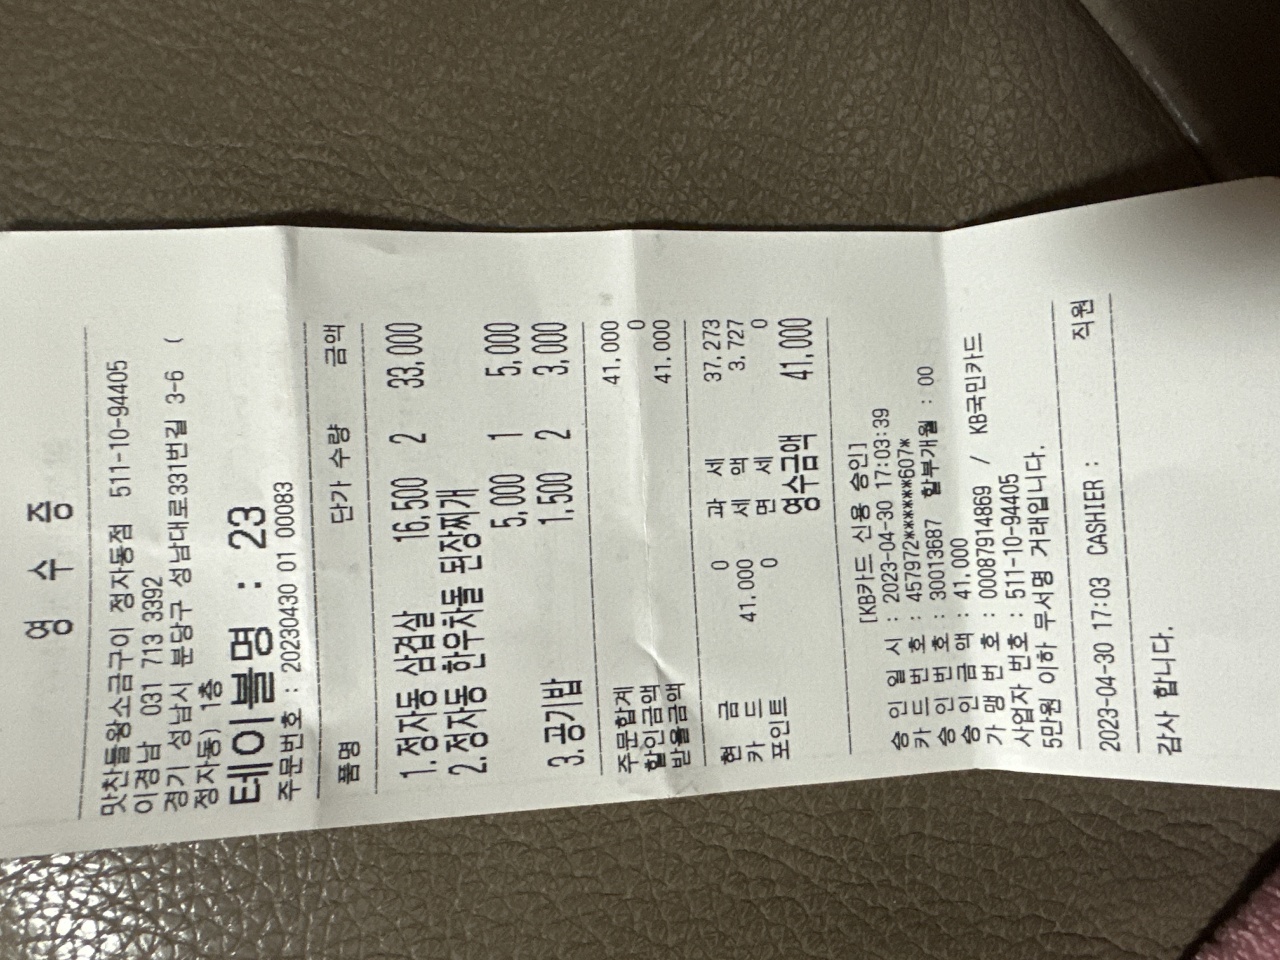 영 수 증
맛찬들왕소금구이 정자동점 511-10-94405
이경남 031 713 3392
경기 성남시 분당구 성남대로331번길 3-6 (
정자동) 1층
테이블명 : 23
주문번호 : 20230430 01 00083
품명 단가 수량 금액
1.정자동 삼겹살 16,500 2 33,000
2.정자동 한우차돌 된장찌개
5,000 1 5,000
3.공기밥 1,500 2 3,000
주문합계 41,000
할인금액 0
받을금액 41,000
현 금 0 과 세 37,273
카 드 41,000 세 액 3,727
포인트 0 면 세 0
영수금액 41,000
[KB카드 신용 승인]
승 인 일 시 : 2023-04-30 17:03:39
카 드 번 호 : 457972******607*
승 인 번 호 : 30013687 할부개월 : 00
승 인 금 액 : 41,000
가 맹 번 호 : 00087914869 / KB국민카드
사업자 번호 : 511-10-94405
5만원 이하 무서명 거래입니다.
2023-04-30 17:03 CASHIER : 직원
감사 합니다.